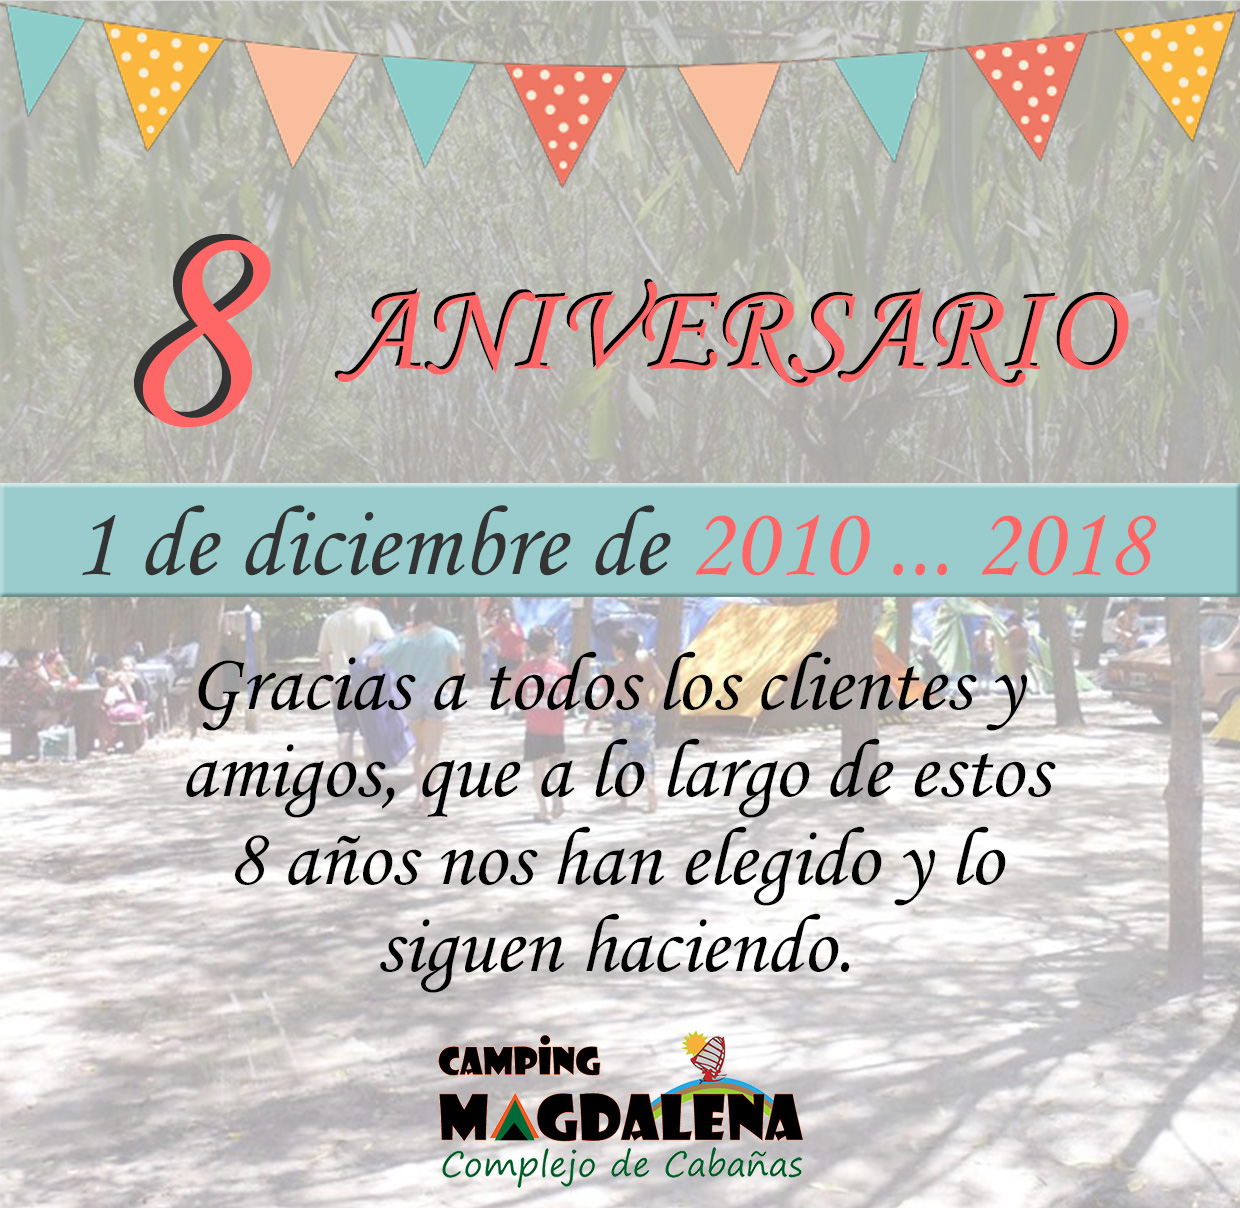 8 ANIVERSARIO
1 de diciembre de 2010 ... 2018
Gracias a todos los clientes y
amigos, que a lo largo de estos
8 años nos han elegido y lo
siguen haciendo.
CAMPING
MAGDALENA
Complejo de Cabañas